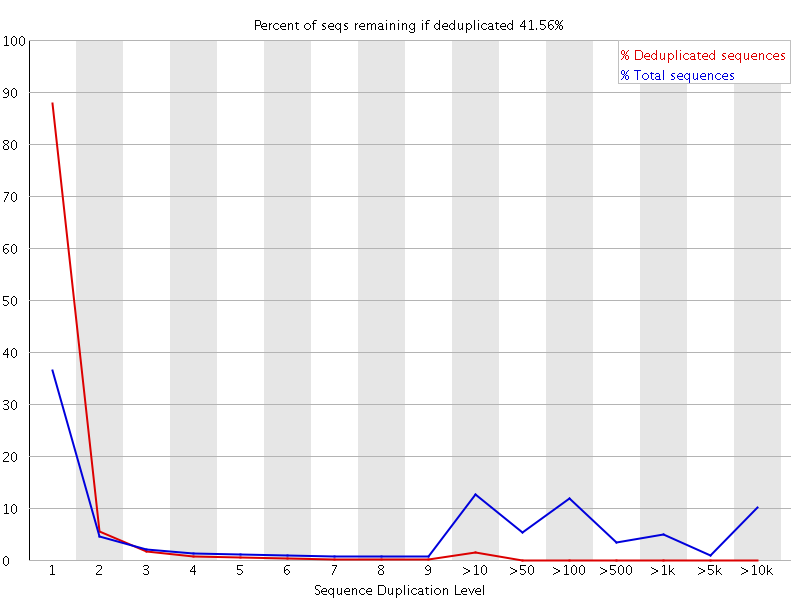 Percent of seqs remaining if deduplicated 41.56%
% Deduplicated sequences
% Total sequences
100
90
80
70
60
50
40
30
20
10
0
1 2 3 4 5 6 7 8 9 >10 >50 >100 >500 >1k >5k >10k
Sequence Duplication Level